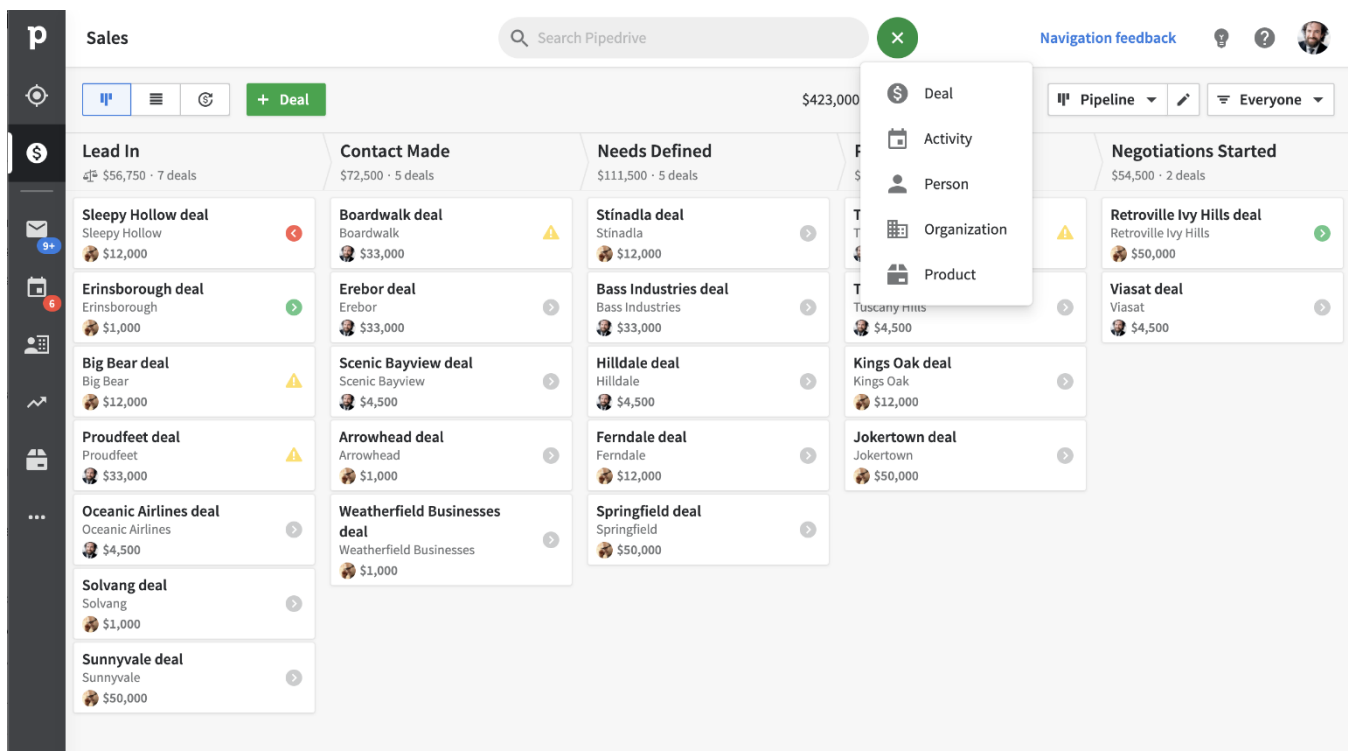 p
Sales
Search Pipedrive
Navigation feedback
Deal
Activity
Person
Organization
Product
+ Deal
$423,000
Pipeline
Everyone
9+
6
Lead In
$56,750 · 7 deals
Sleepy Hollow deal
Sleepy Hollow
$12,000
Erinsborough deal
Erinsborough
$1,000
Big Bear deal
Big Bear
$12,000
Proudfeet deal
Proudfeet
$33,000
Oceanic Airlines deal
Oceanic Airlines
$4,500
Solvang deal
Solvang
$1,000
Sunnyvale deal
Sunnyvale
$50,000
Contact Made
$72,500 · 5 deals
Boardwalk deal
Boardwalk
$33,000
Erebor deal
Erebor
$33,000
Scenic Bayview deal
Scenic Bayview
$4,500
Arrowhead deal
Arrowhead
$1,000
Weatherfield Businesses
deal
Weatherfield Businesses
$1,000
Needs Defined
$111,500 · 5 deals
Stínadla deal
Stínadla
$12,000
Bass Industries deal
Bass Industries
$33,000
Hilldale deal
Hilldale
$4,500
Ferndale deal
Ferndale
$12,000
Springfield deal
Springfield
$50,000
Tuscany Hills
$4,500
Kings Oak deal
Kings Oak
$12,000
Jokertown deal
Jokertown
$50,000
Negotiations Started
$54,500 · 2 deals
Retroville Ivy Hills deal
Retroville Ivy Hills
$50,000
Viasat deal
Viasat
$4,500